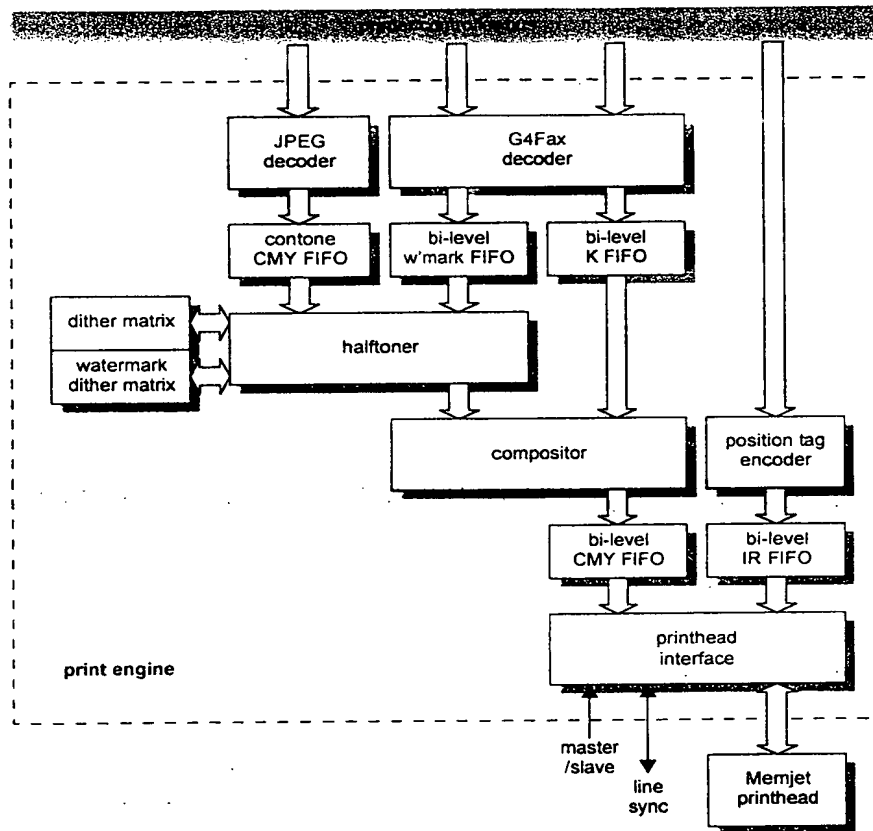 JPEG
decoder
G4Fax
decoder
contone
CMY FIFO
bi-level
w'mark FIFO
bi-level
K FIFO
dither matrix
watermark
dither matrix
halftoner
compositor
position tag
encoder
bi-level
CMY FIFO
bi-level
IR FIFO
printhead
interface
print engine
master
/slave
line
sync
Memjet
printhead